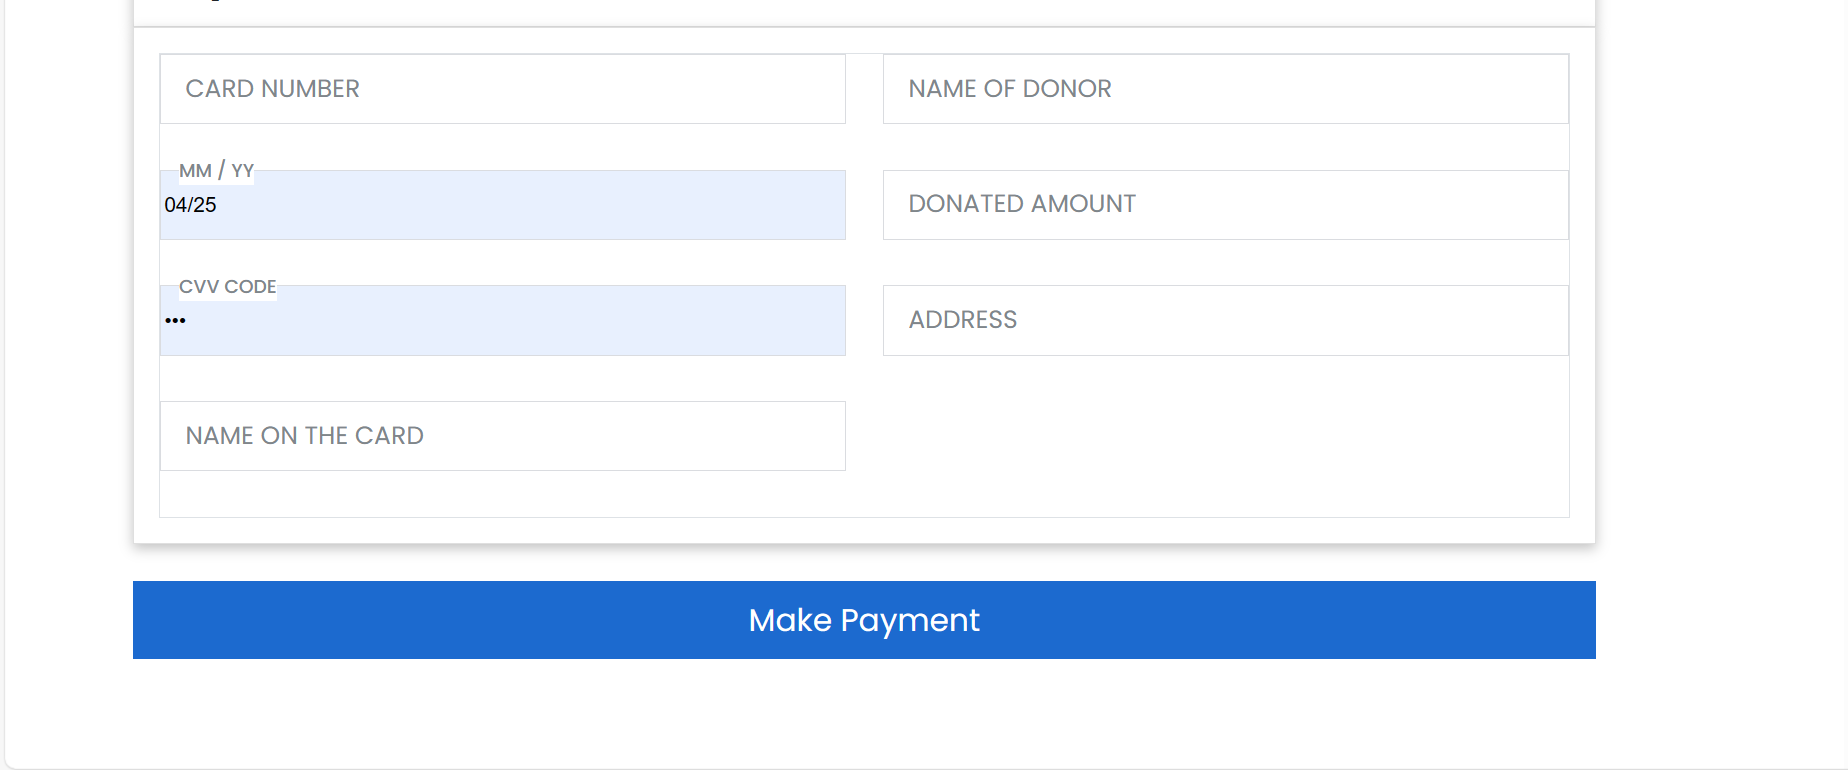 CARD NUMBER
NAME OF DONOR
MM / YY
04/25
DONATED AMOUNT
CVV CODE
•••
ADDRESS
NAME ON THE CARD
Make Payment